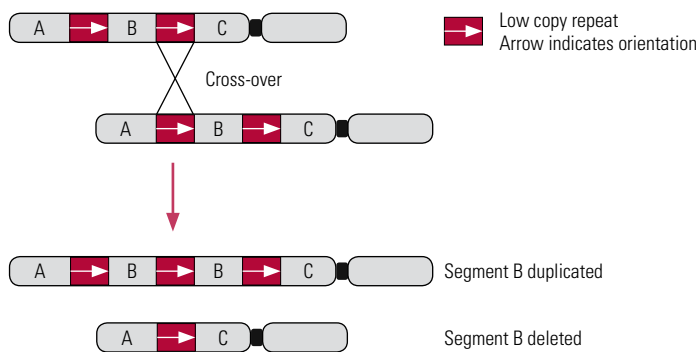 A B C
Low copy repeat
Arrow indicates orientation
Cross-over
A B C
A B B C
Segment B duplicated
A C
Segment B deleted